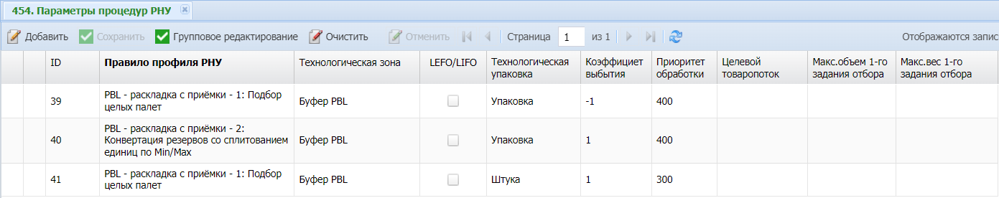 454. Параметры процедур РНУ
Добавить Сохранить Групповое редактирование Очистить Отменить Страница 1 из 1 Отображаются запис
ID Правило профиля РНУ Технологическая зона LEFO/LIFO Технологическая упаковка Коэффициет выбытия Приоритет обработки Целевой товаропоток Макс.объем 1-го задания отбора Макс.вес 1-го задания отбора
39 PBL - раскладка с приёмки - 1: Подбор целых палет Буфер PBL Упаковка -1 400
40 PBL - раскладка с приёмки - 2: Конвертация резервов со сплитованием единиц по Min/Max Буфер PBL Упаковка 1 400
41 PBL - раскладка с приёмки - 1: Подбор целых палет Буфер PBL Штука 1 300